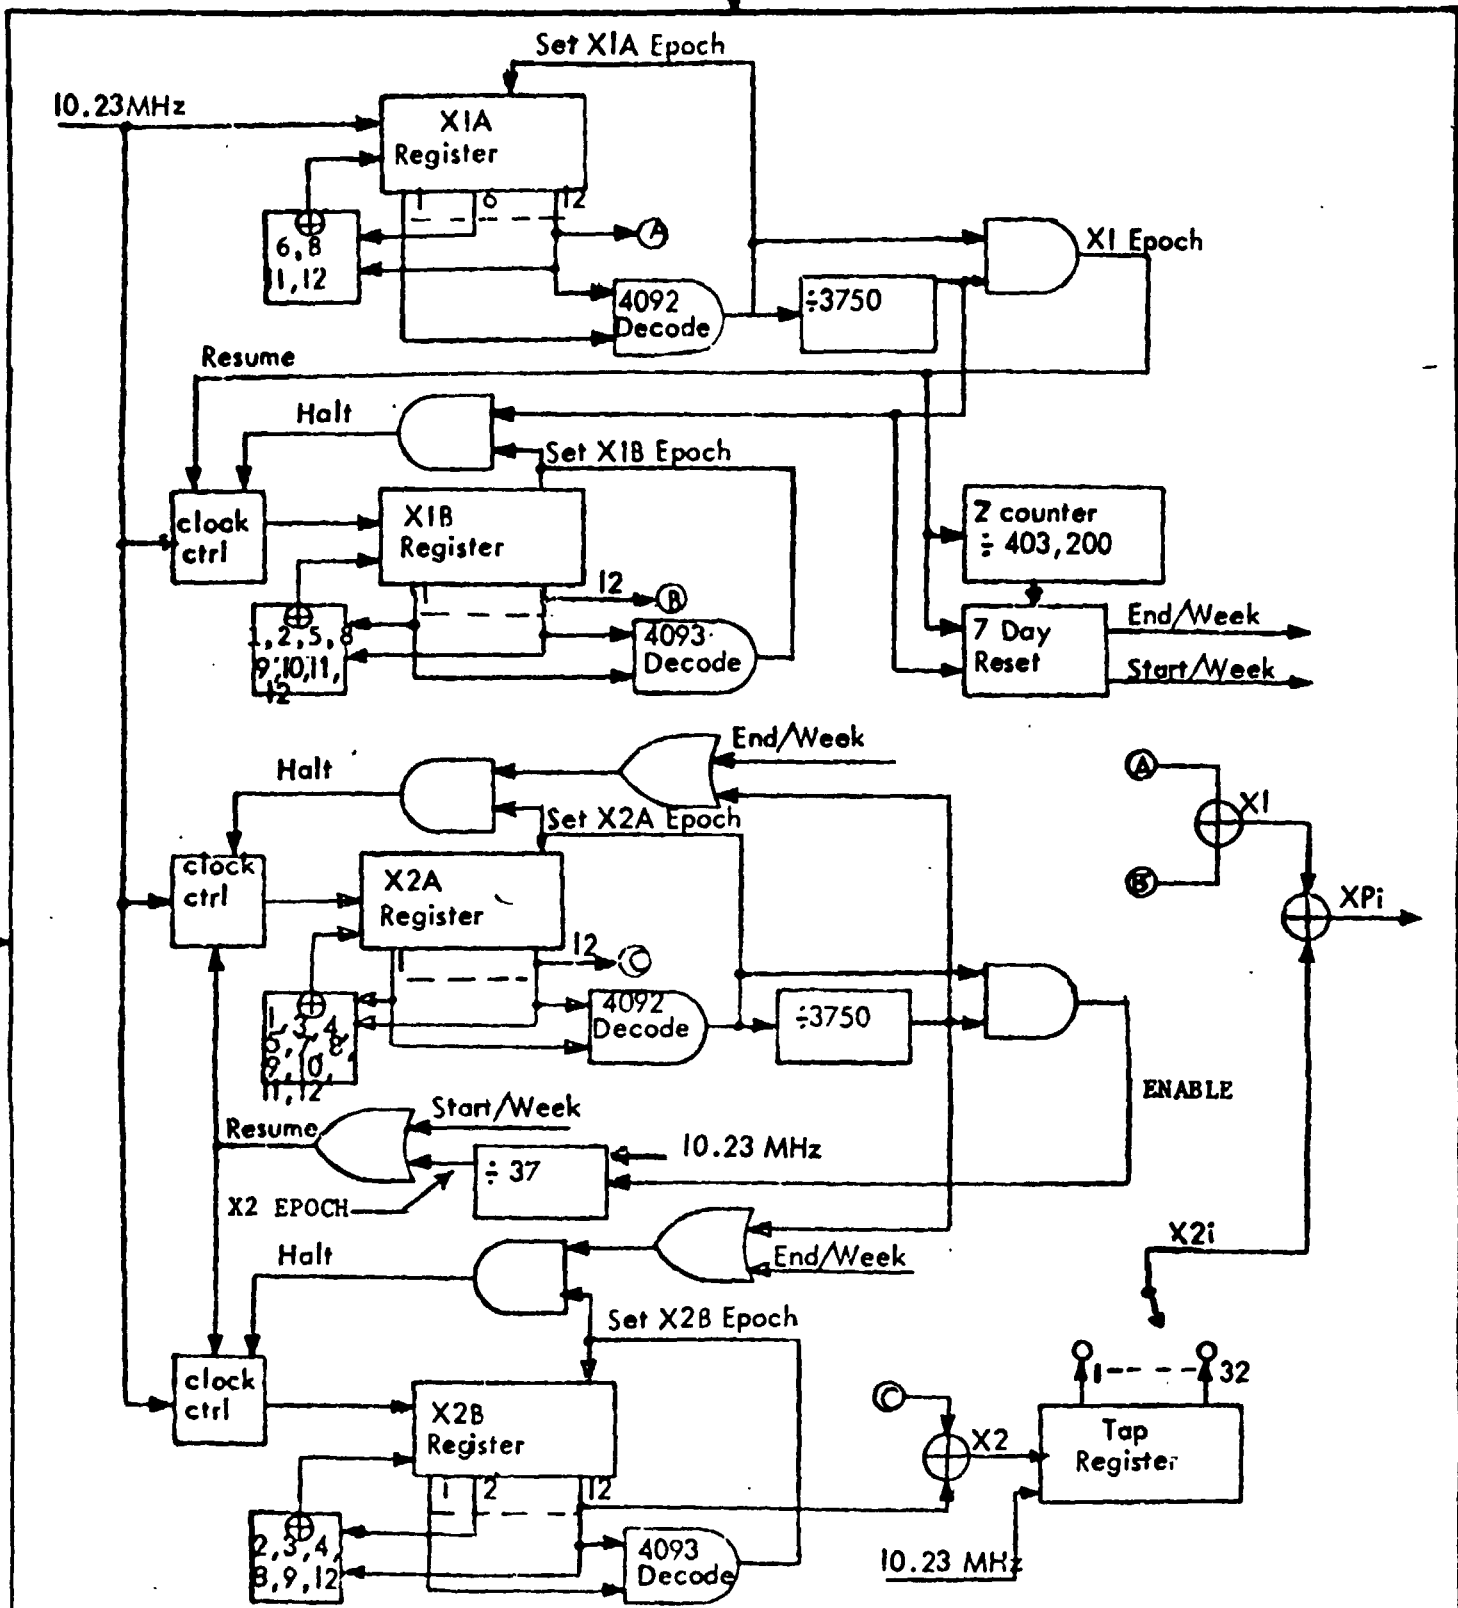 Set X1A Epoch
10.23MHz
X1A
Register
1 6 12
6,8
11,12
A
4092
Decode
÷3750
X1 Epoch
Resume
Halt
Set X1B Epoch
clock
ctrl
X1B
Register
1
12
B
1,2,5,8
9,10,11,
12
4093
Decode
Z counter
÷ 403,200
7 Day
Reset
End/Week
Start/Week
Halt
End/Week
Set X2A Epoch
A
X1
B
XPi
clock
ctrl
X2A
Register
1
12
C
1, 3, 4,
5, 7, 8,
9, 10,
11,12,
4092
Decode
÷3750
ENABLE
Start/Week
Resume
÷ 37
10.23 MHz
X2 EPOCH
Halt
End/Week
X2i
Set X2B Epoch
clock
ctrl
X2B
Register
1 2 12
2,3,4,
8,9,12
4093
Decode
C
X2
1---- 32
Tap
Register
10.23 MHz